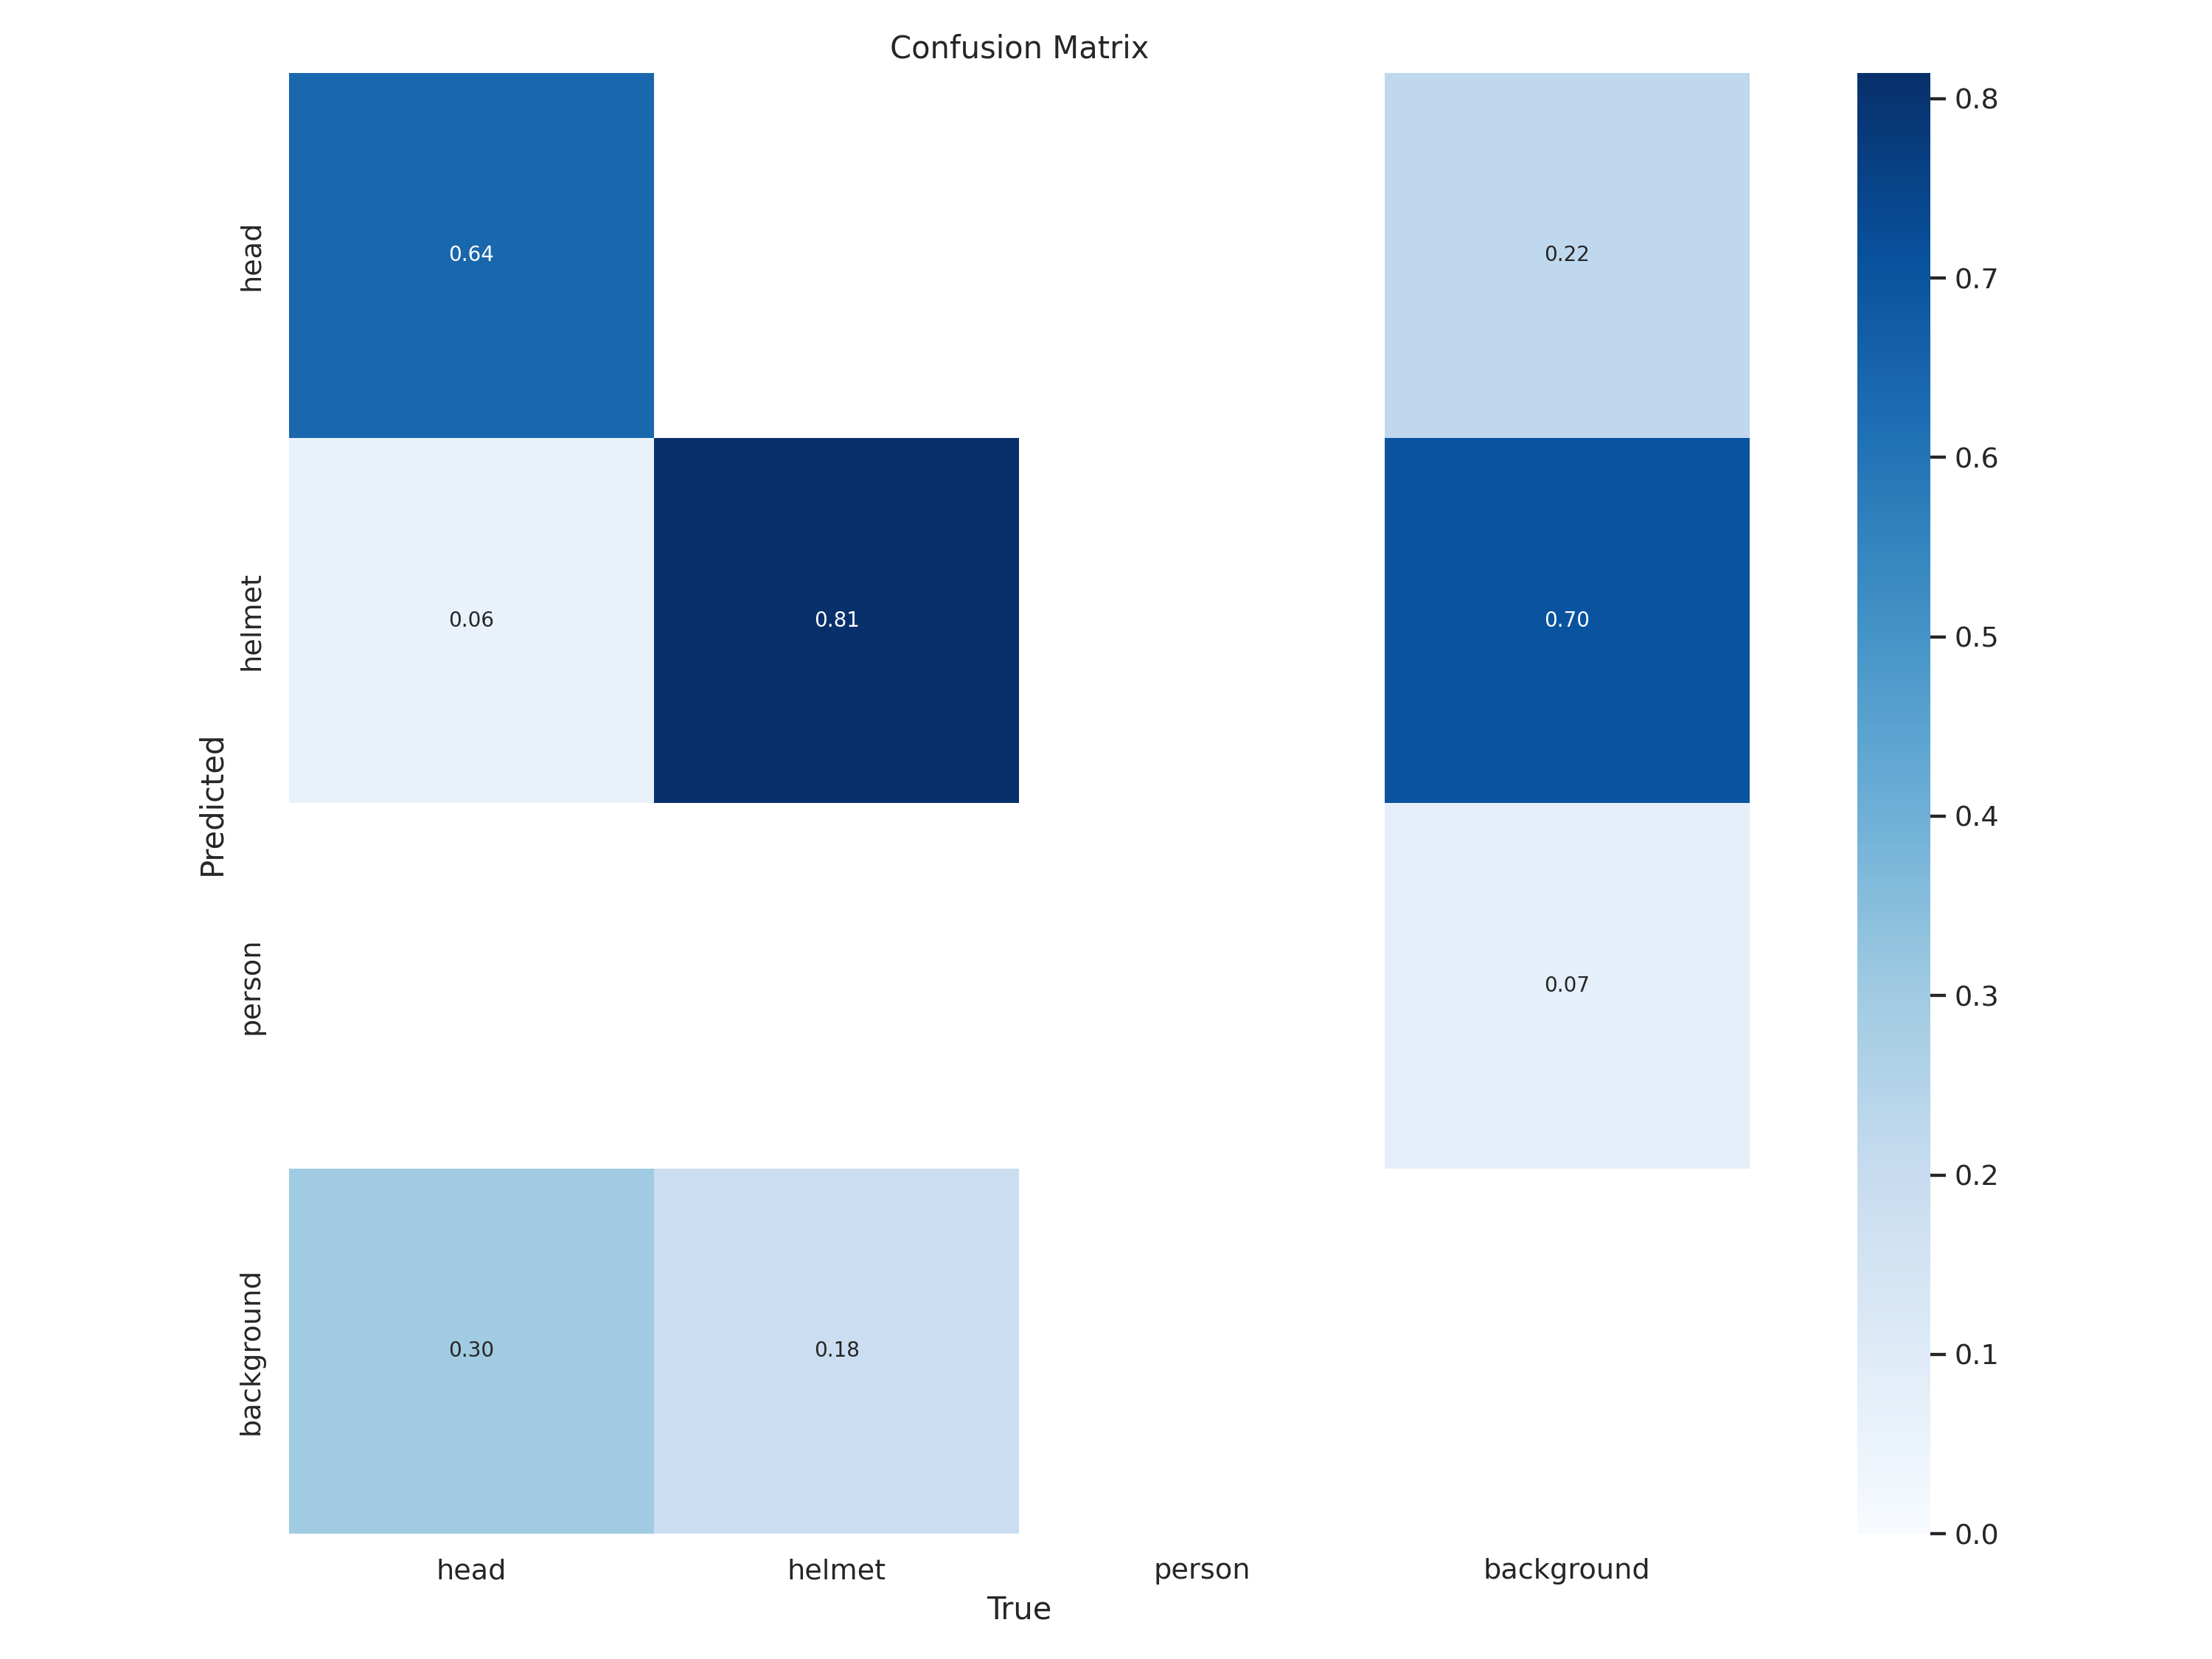 Confusion Matrix
head
0.64
0.22
helmet
0.06
0.81
0.70
person
0.07
background
0.30
0.18
Predicted
head
helmet
person
background
True
0.8
0.7
0.6
0.5
0.4
0.3
0.2
0.1
0.0